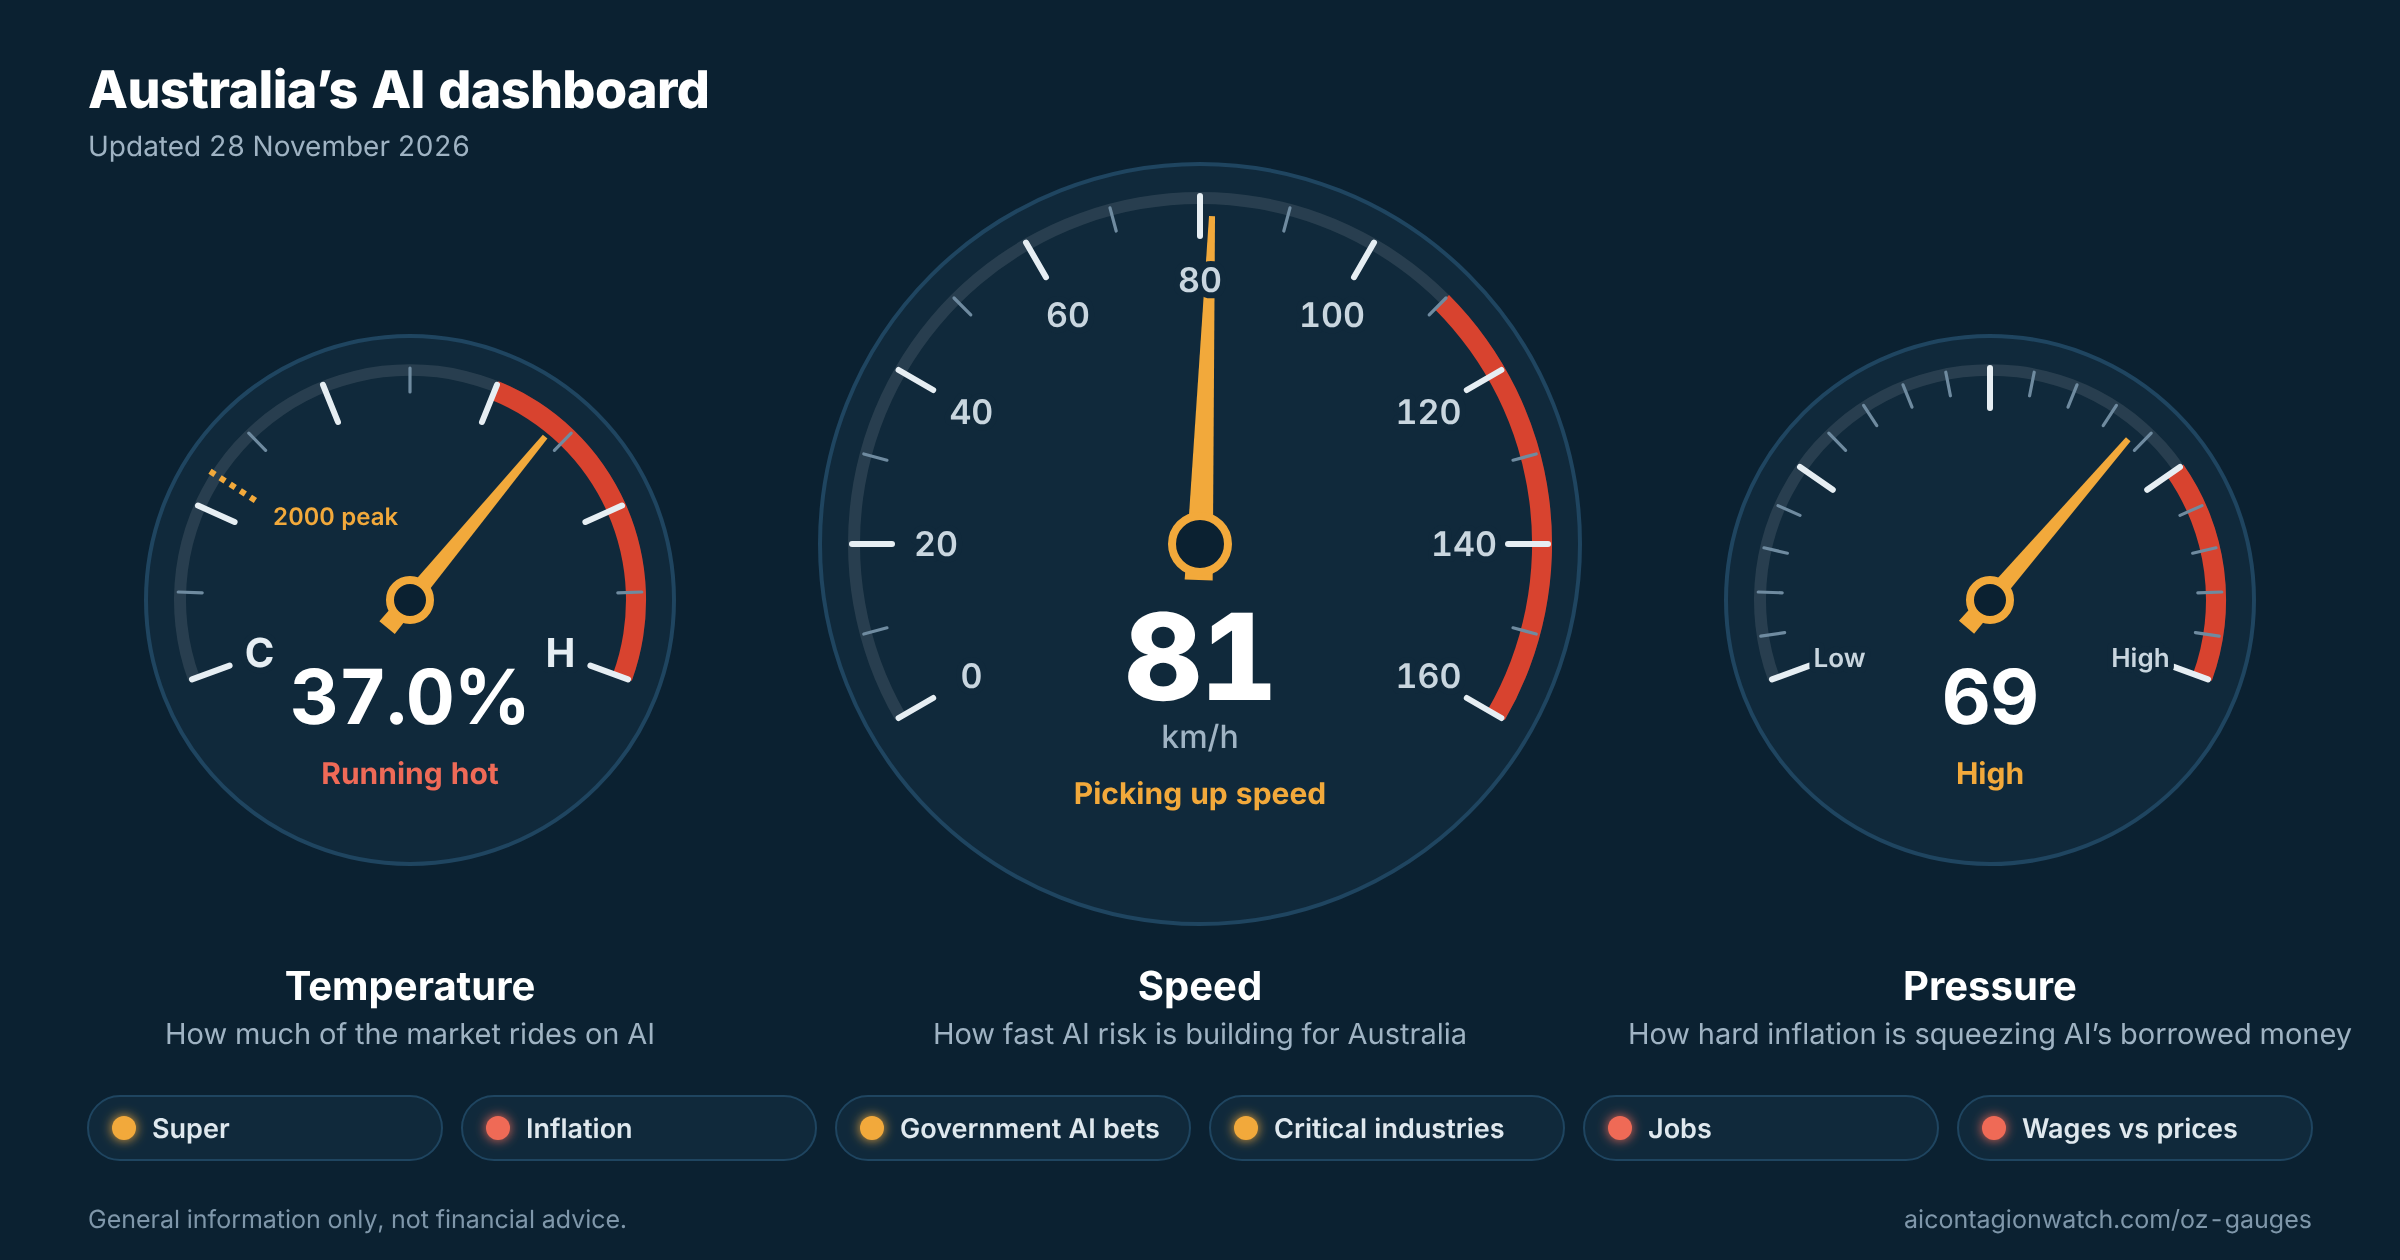 Australia’s AI dashboard
Updated 28 November 2026
2000 peak
C
H
37.0%
Running hot
0
20
40
60
80
100
120
140
160
81
km/h
Picking up speed
Low
High
69
High
Temperature
How much of the market rides on AI
Speed
How fast AI risk is building for Australia
Pressure
How hard inflation is squeezing AI’s borrowed money
Super
Inflation
Government AI bets
Critical industries
Jobs
Wages vs prices
General information only, not financial advice.
aicontagionwatch.com/oz-gauges